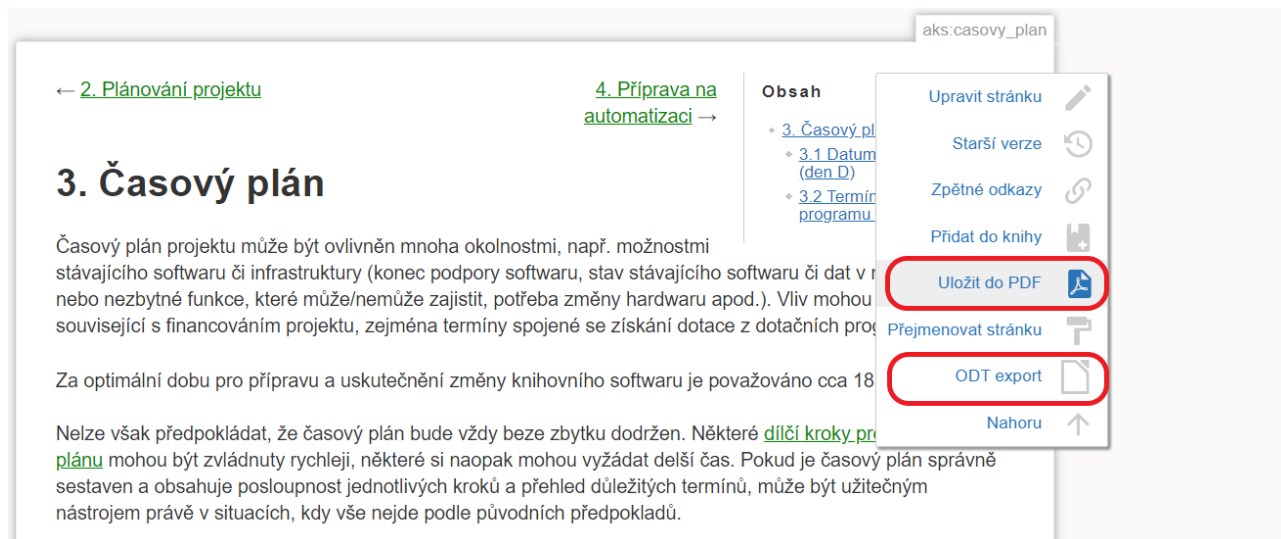 aks:casovy_plan
← 2. Plánování projektu
4. Příprava na
automatizaci →
Obsah
3. Časový pl
3.1 Datum
(den D)
3.2 Termín
programu
Upravit stránku
Starší verze
Zpětné odkazy
Přidat do knihy
Uložit do PDF
Přejmenovat stránku
ODT export
Nahoru
3. Časový plán
Časový plán projektu může být ovlivněn mnoha okolnostmi, např. možnostmi
stávajícího softwaru či infrastruktury (konec podpory softwaru, stav stávajícího softwaru či dat v
nebo nezbytné funkce, které může/nemůže zajistit, potřeba změny hardwaru apod.). Vliv mohou
související s financováním projektu, zejména termíny spojené se získání dotace z dotačních pro
Za optimální dobu pro přípravu a uskutečnění změny knihovního softwaru je považováno cca 18
Nelze však předpokládat, že časový plán bude vždy beze zbytku dodržen. Některé dílčí kroky pr
plánu mohou být zvládnuty rychleji, některé si naopak mohou vyžádat delší čas. Pokud je časový plán správně
sestaven a obsahuje posloupnost jednotlivých kroků a přehled důležitých termínů, může být užitečným
nástrojem právě v situacích, kdy vše nejde podle původních předpokladů.